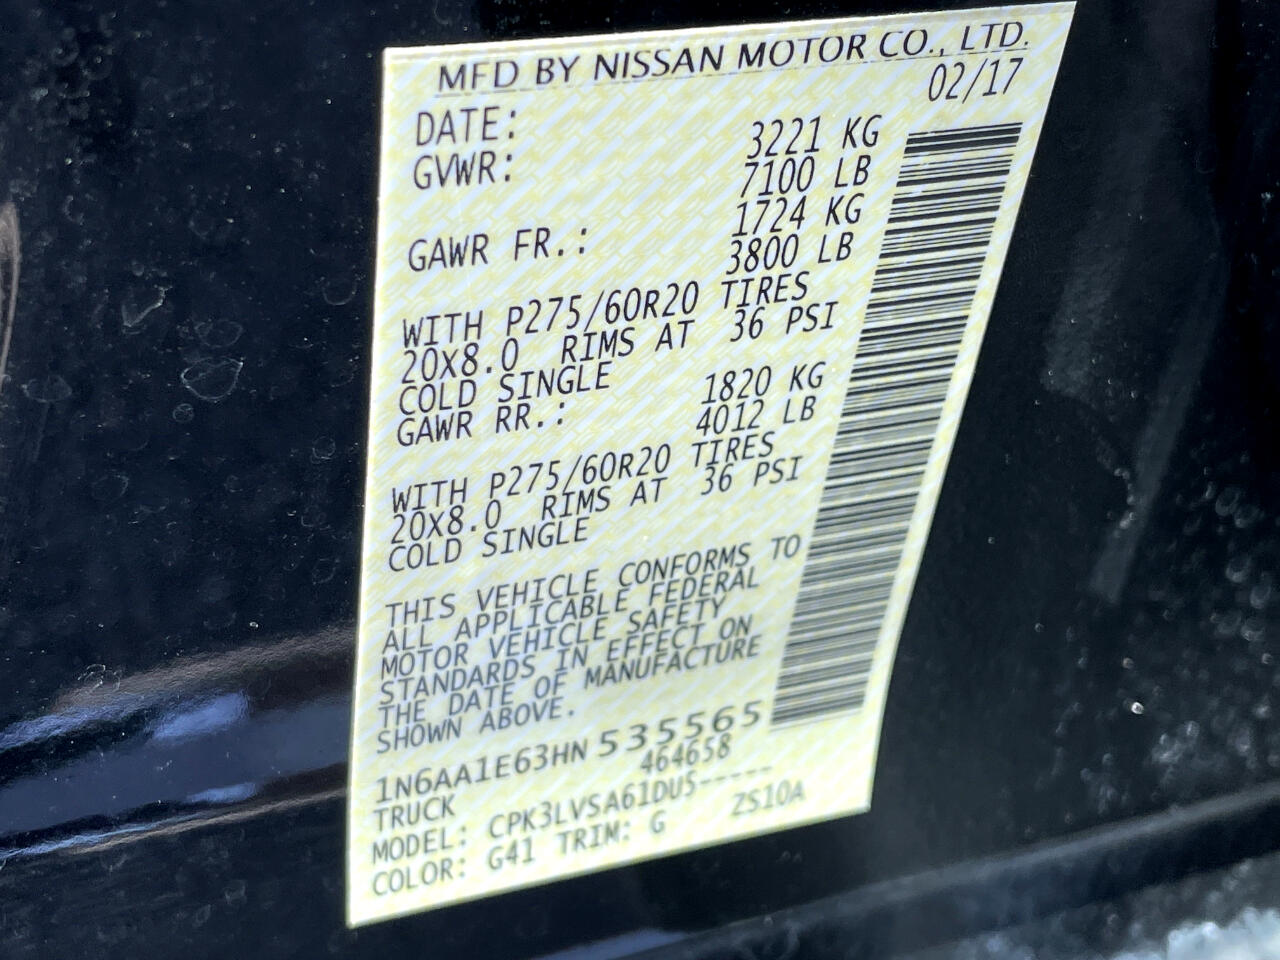 MFD BY NISSAN MOTOR CO., LTD.
DATE: 02/17
GVWR: 3221 KG
7100 LB
GAWR FR.: 1724 KG
3800 LB
WITH P275/60R20 TIRES
20X8.0 RIMS AT 36 PSI
COLD SINGLE
GAWR RR.: 1820 KG
4012 LB
WITH P275/60R20 TIRES
20X8.0 RIMS AT 36 PSI
COLD SINGLE
THIS VEHICLE CONFORMS TO
ALL APPLICABLE FEDERAL
MOTOR VEHICLE SAFETY
STANDARDS IN EFFECT ON
THE DATE OF MANUFACTURE
SHOWN ABOVE.
1N6AA1E63HN 535565
TRUCK 464658
MODEL: CPK3LVSA61DU5-----
COLOR: G41 TRIM: G ZS10A